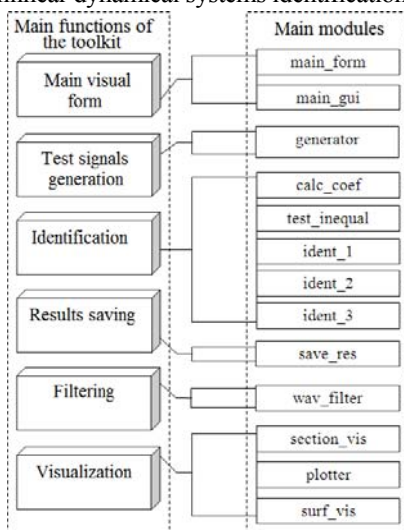 nlinear dynamical systems identification
Main functions of
the toolkit
Main visual
form
Test signals
generation
Identification
Results saving
Filtering
Visualization
Main modules
main_form
main_gui
generator
calc_coef
test_inequal
ident_1
ident_2
ident_3
save_res
wav_filter
section_vis
plotter
surf_vis